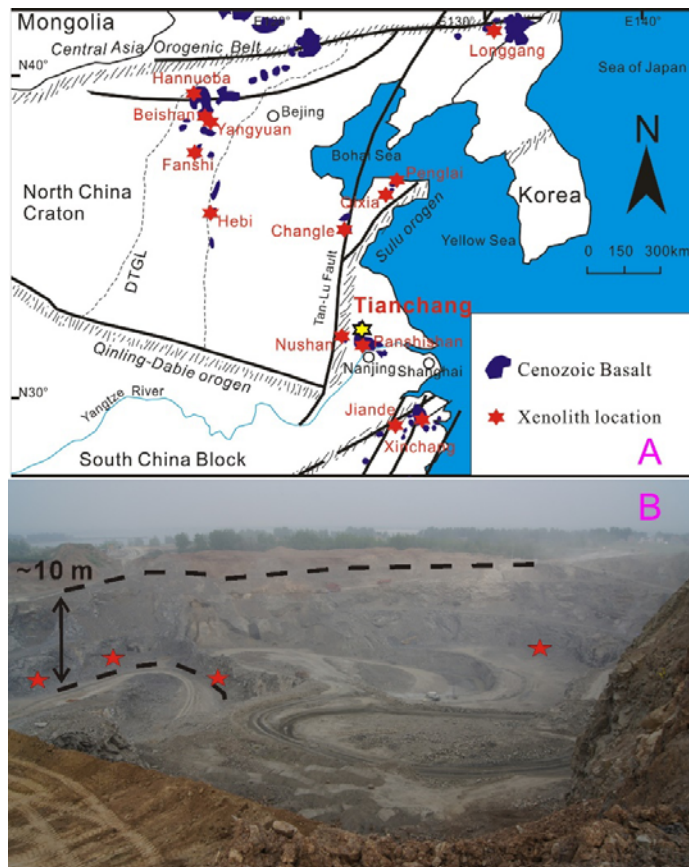 Mongolia
E130°
E140°
Central Asia Orogenic Belt
Longgang
N40°
Sea of Japan
Hannuoba
Beijing
Beishan
Yangyuan
N
Bohai Sea
Fanshi
Penglai
Qixia
Korea
North China
Craton
Hebi
Changle
Sulu orogen
Yellow Sea
0 150 300km
DTGL
Tan-Lu Fault
Tianchang
Nushan
Panshishan
Qinling-Dabie orogen
Nanjing
Shanghai
Cenozoic Basalt
N30°
Yangtze River
Jiande
Xenolith location
Xinchang
South China Block
A
B
~10 m